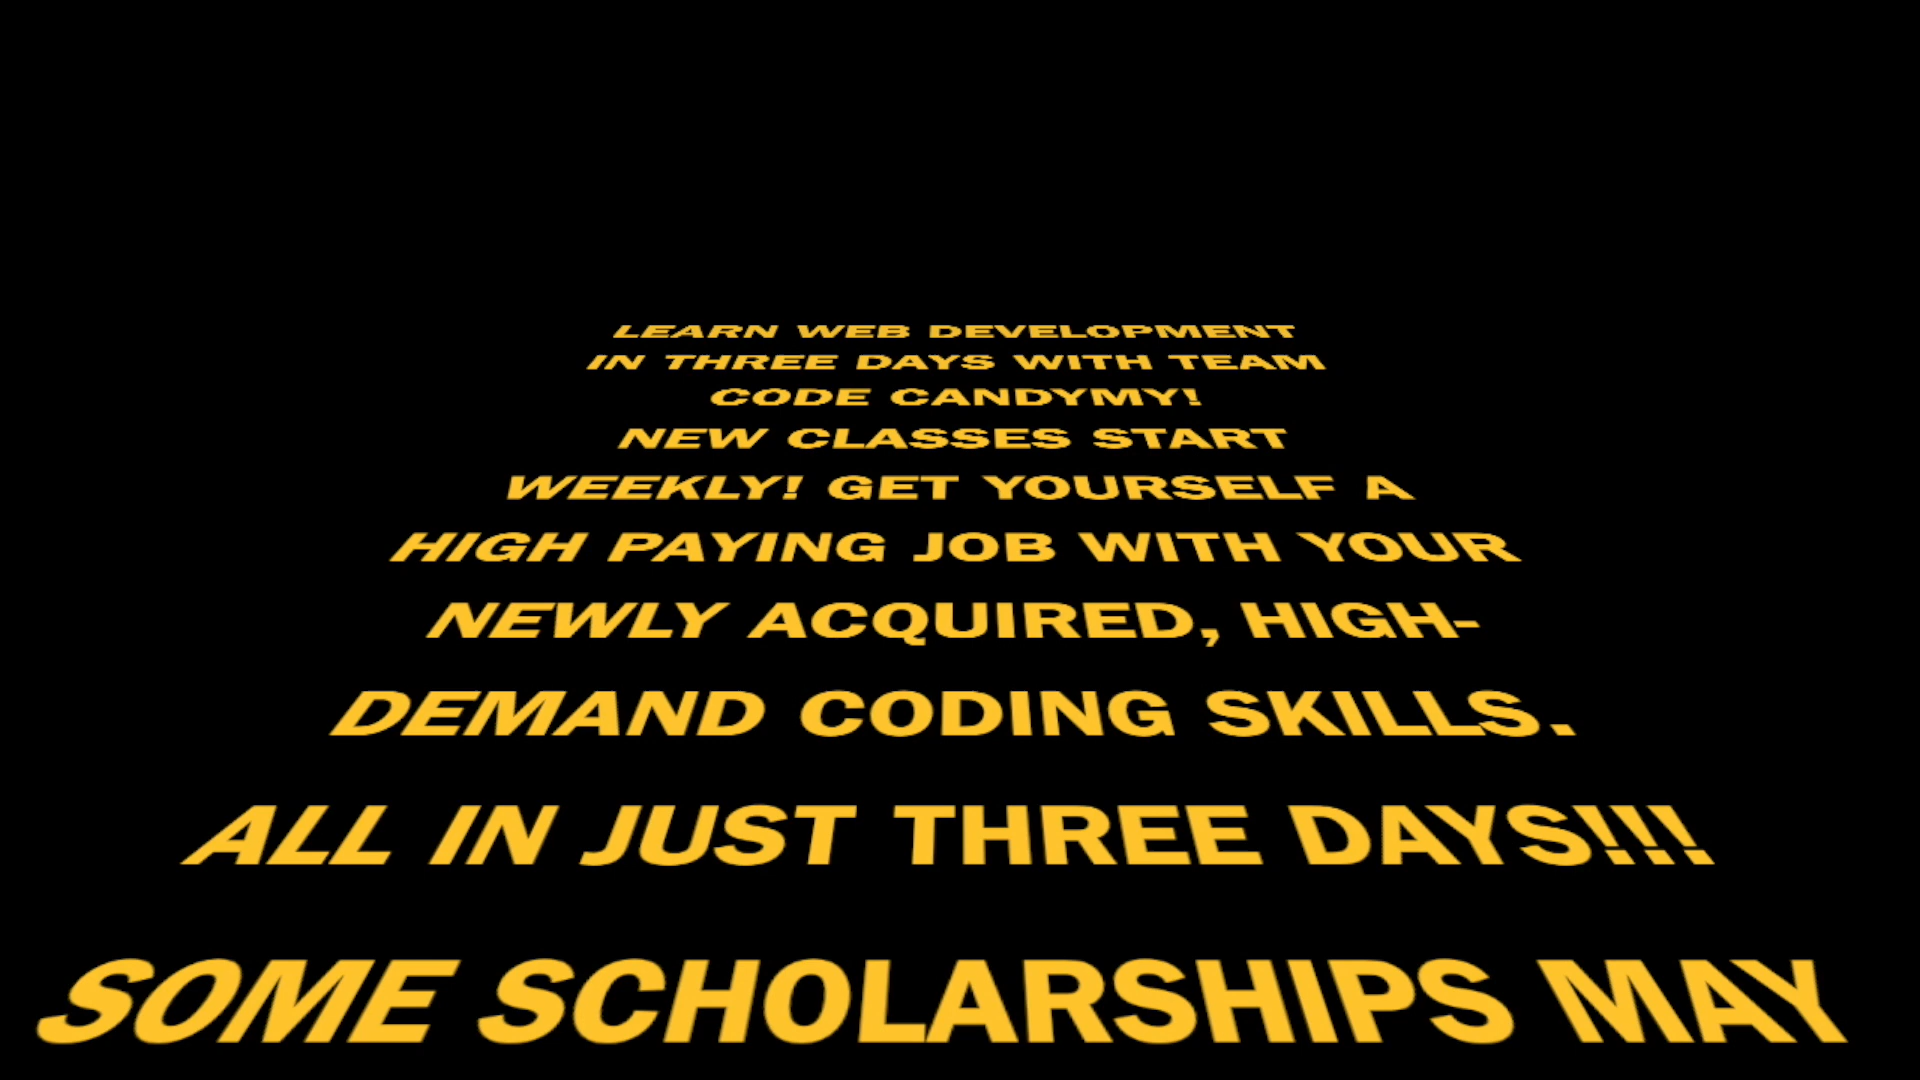 LEARN WEB DEVELOPMENT
IN THREE DAYS WITH TEAM
CODE CANDYMY!
NEW CLASSES START
WEEKLY! GET YOURSELF A
HIGH PAYING JOB WITH YOUR
NEWLY ACQUIRED, HIGH-
DEMAND CODING SKILLS.
ALL IN JUST THREE DAYS!!!
SOME SCHOLARSHIPS MAY